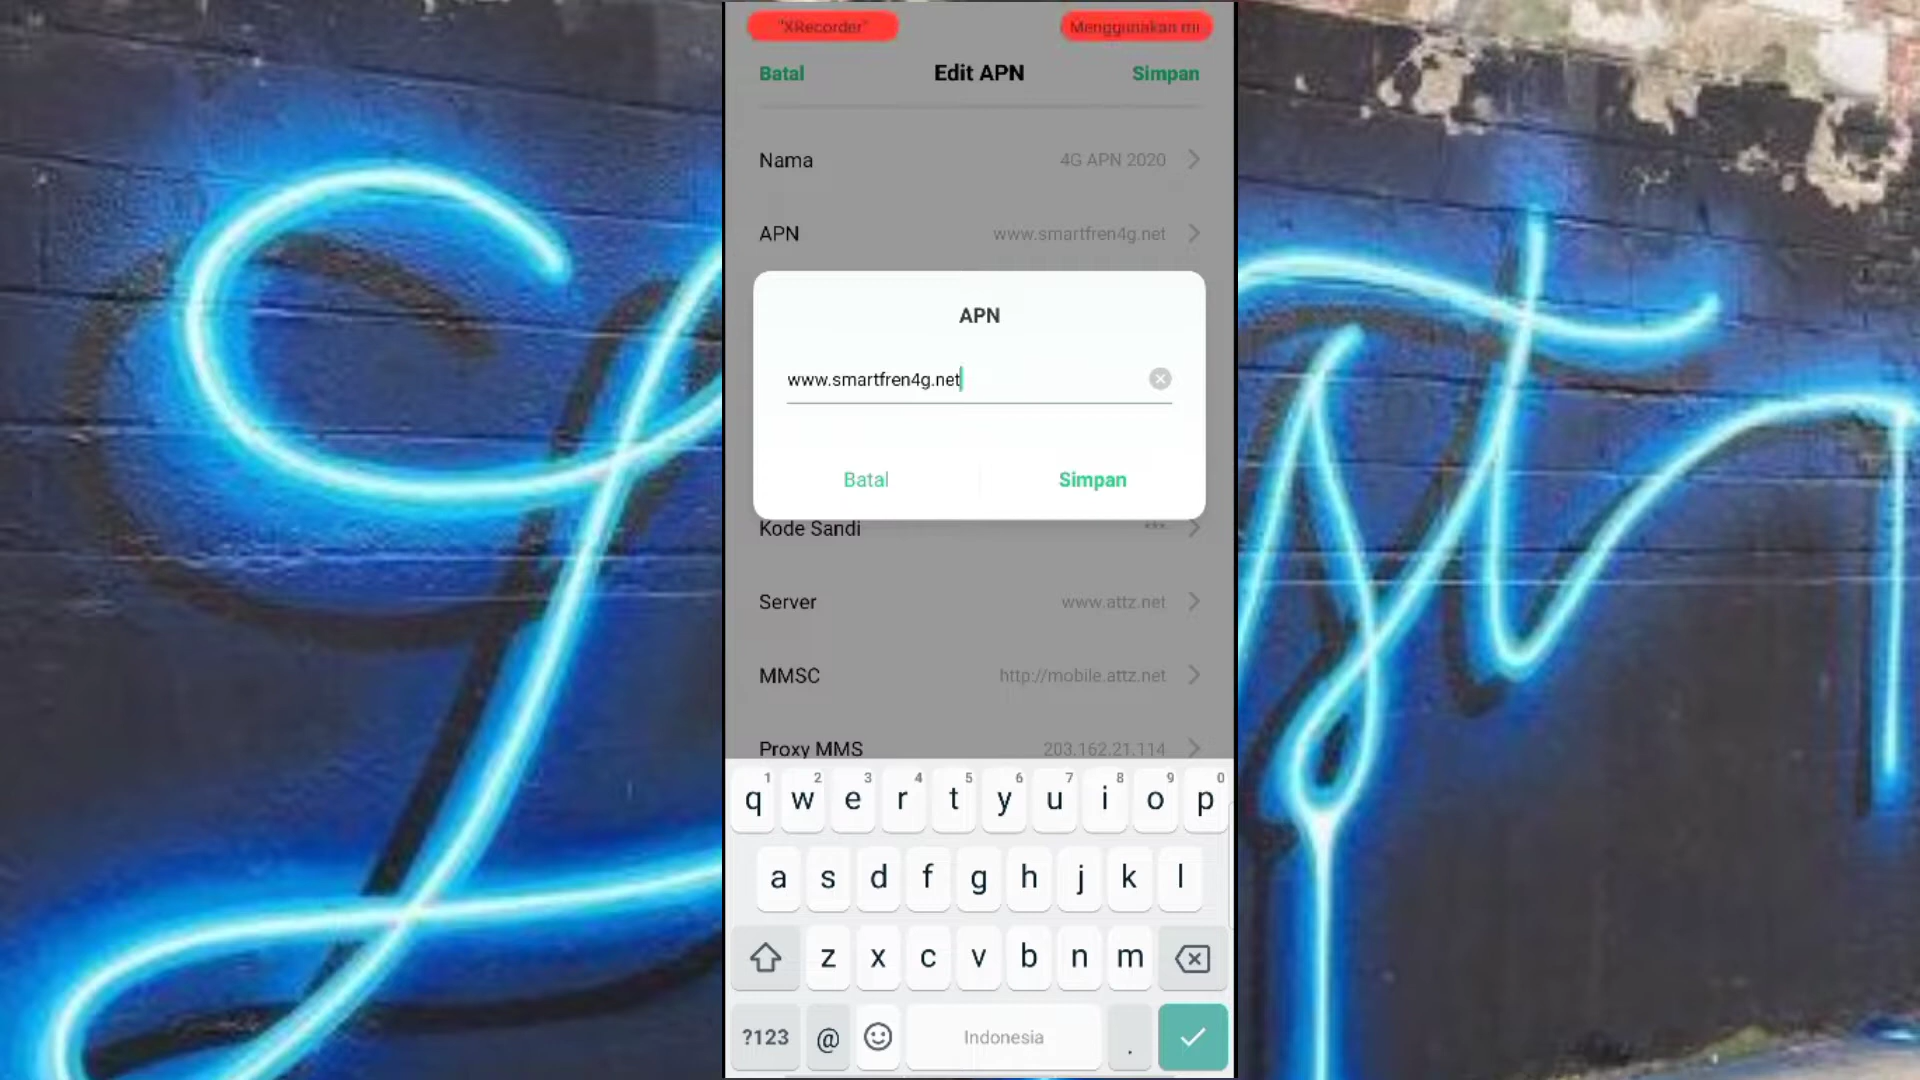 "XRecorder" Menggunakan mi
Batal Edit APN Simpan
Nama 4G APN 2020
APN www.smartfren4g.net
APN
www.smartfren4g.net
Batal Simpan
Kode Sandi ***
Server www.attz.net
MMSC http://mobile.attz.net
Proxy MMS 203.162.21.114
1 2 3 4 5 6 7 8 9 0
q w e r t y u i o p
a s d f g h j k l
z x c v b n m
?123 @ Indonesia .